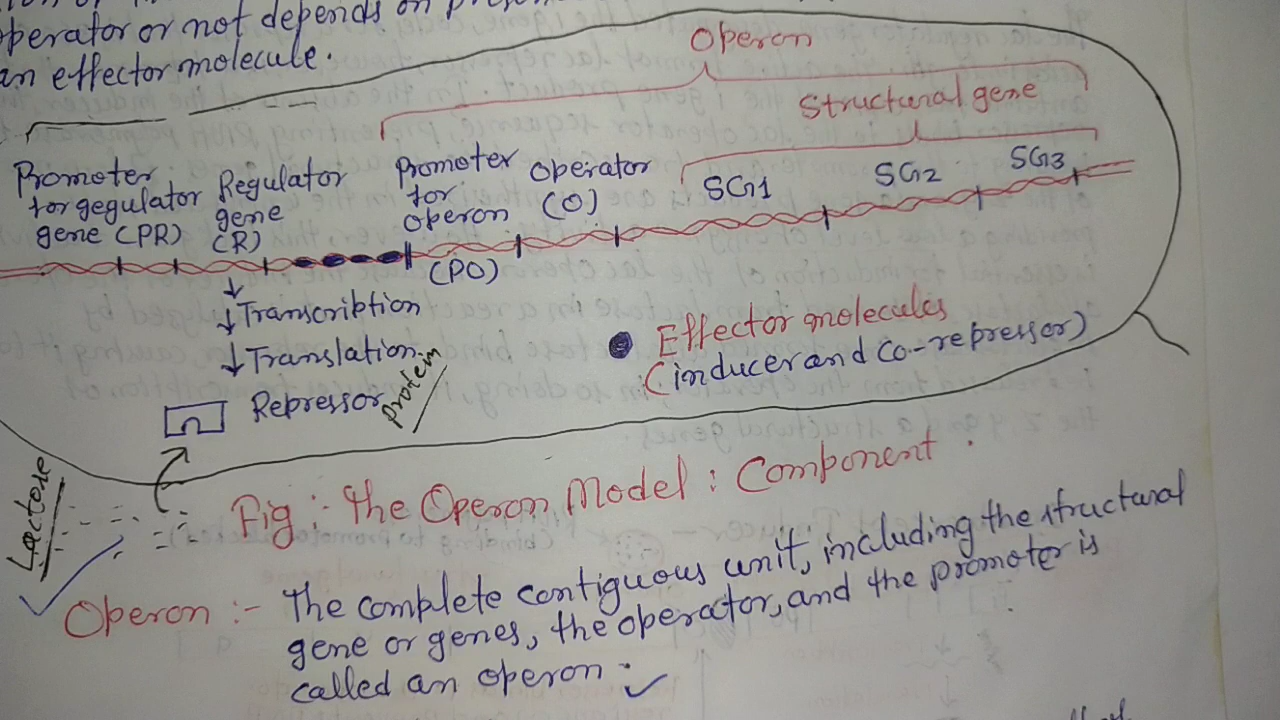 operator or not depends on
an effector molecule.
Operon
Structural gene
Promoter
for gegulator
gene (PR)
Regulator
gene
(R)
Promoter
for
operon
(PO)
Operator
(O)
SG1
SG2
SG3
Transcription
Translation
Repressor
Protein
Effector molecules
(inducer and co-repressor)
Lactose
Fig :- The Operon Model : Component.
Operon :- The complete contiguous unit, including the structural
gene or genes, the operator, and the promoter is
called an operon.